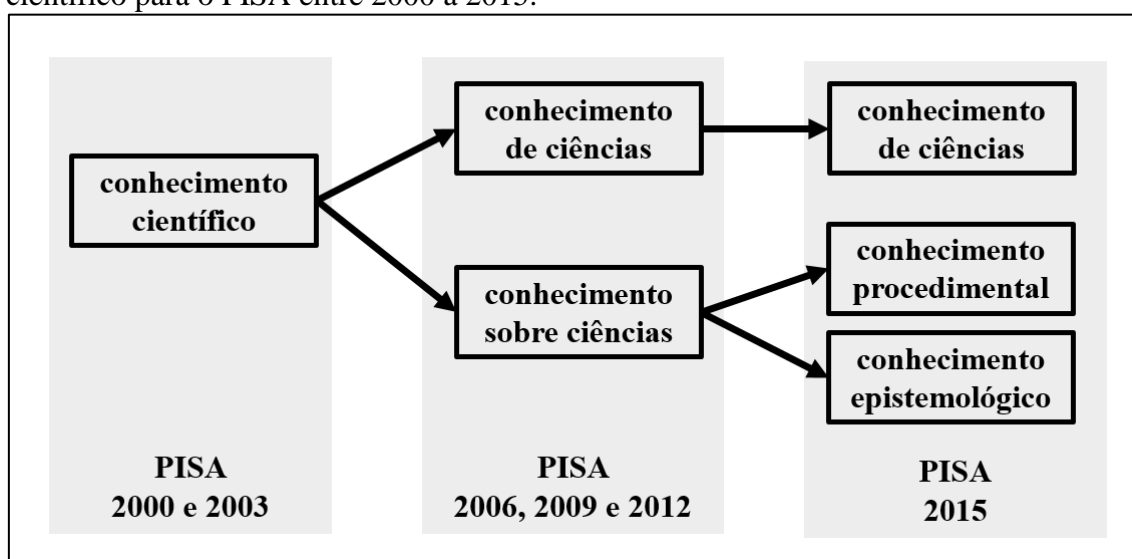 científico para o PISA entre 2000 a 2015.
conhecimento
científico
PISA
2000 e 2003
conhecimento
de ciências
conhecimento
sobre ciências
PISA
2006, 2009 e 2012
conhecimento
de ciências
conhecimento
procedimental
conhecimento
epistemológico
PISA
2015